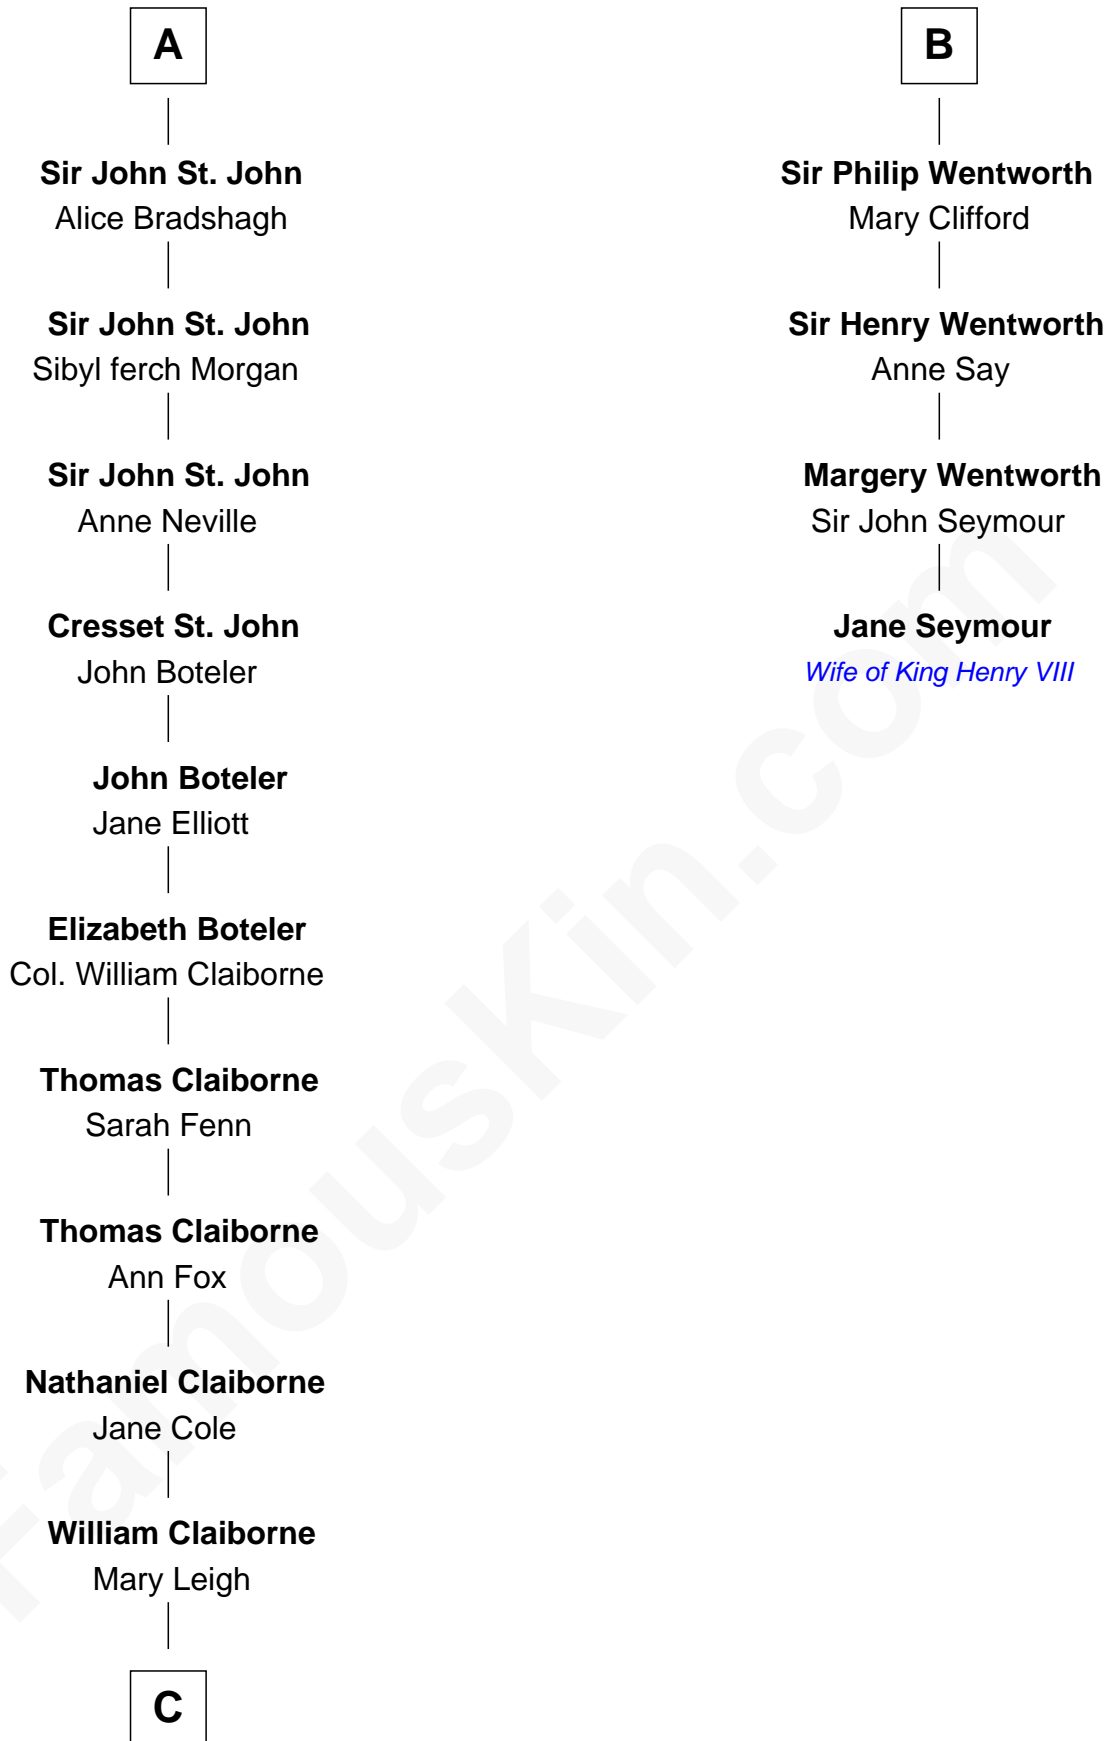 A
Sir John St. John
Alice Bradshagh
Sir John St. John
Sibyl ferch Morgan
Sir John St. John
Anne Neville
Cresset St. John
John Boteler
John Boteler
Jane Elliott
Elizabeth Boteler
Col. William Claiborne
Thomas Claiborne
Sarah Fenn
Thomas Claiborne
Ann Fox
Nathaniel Claiborne
Jane Cole
William Claiborne
Mary Leigh
C
B
Sir Philip Wentworth
Mary Clifford
Sir Henry Wentworth
Anne Say
Margery Wentworth
Sir John Seymour
Jane Seymour
Wife of King Henry VIII
FamousKin.com